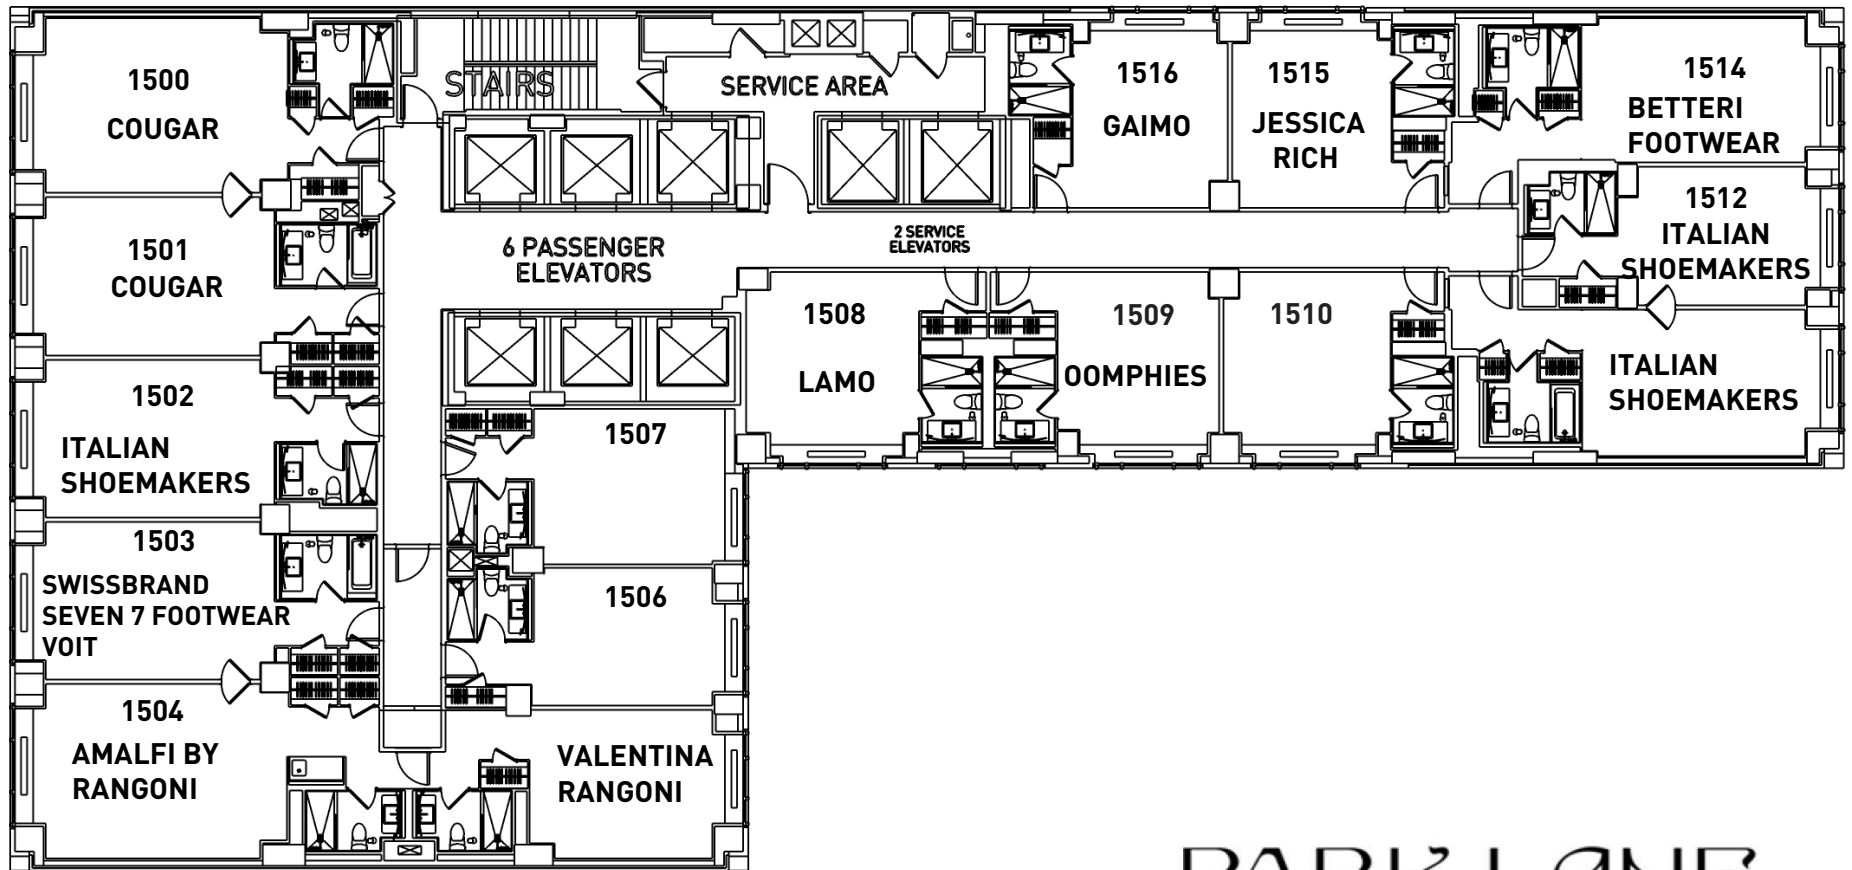 1500
COUGAR
STAIRS
SERVICE AREA
1516
GAIMO
1515
JESSICA
RICH
1514
BETTERI
FOOTWEAR
1501
COUGAR
6 PASSENGER
ELEVATORS
2 SERVICE
ELEVATORS
1512
ITALIAN
SHOEMAKERS
1502
ITALIAN
SHOEMAKERS
1508
LAMO
1509
OOMPHIES
1510
ITALIAN
SHOEMAKERS
1507
1503
SWISSBRAND
SEVEN 7 FOOTWEAR
VOIT
1506
1504
AMALFI BY
RANGONI
VALENTINA
RANGONI
PARK LANE